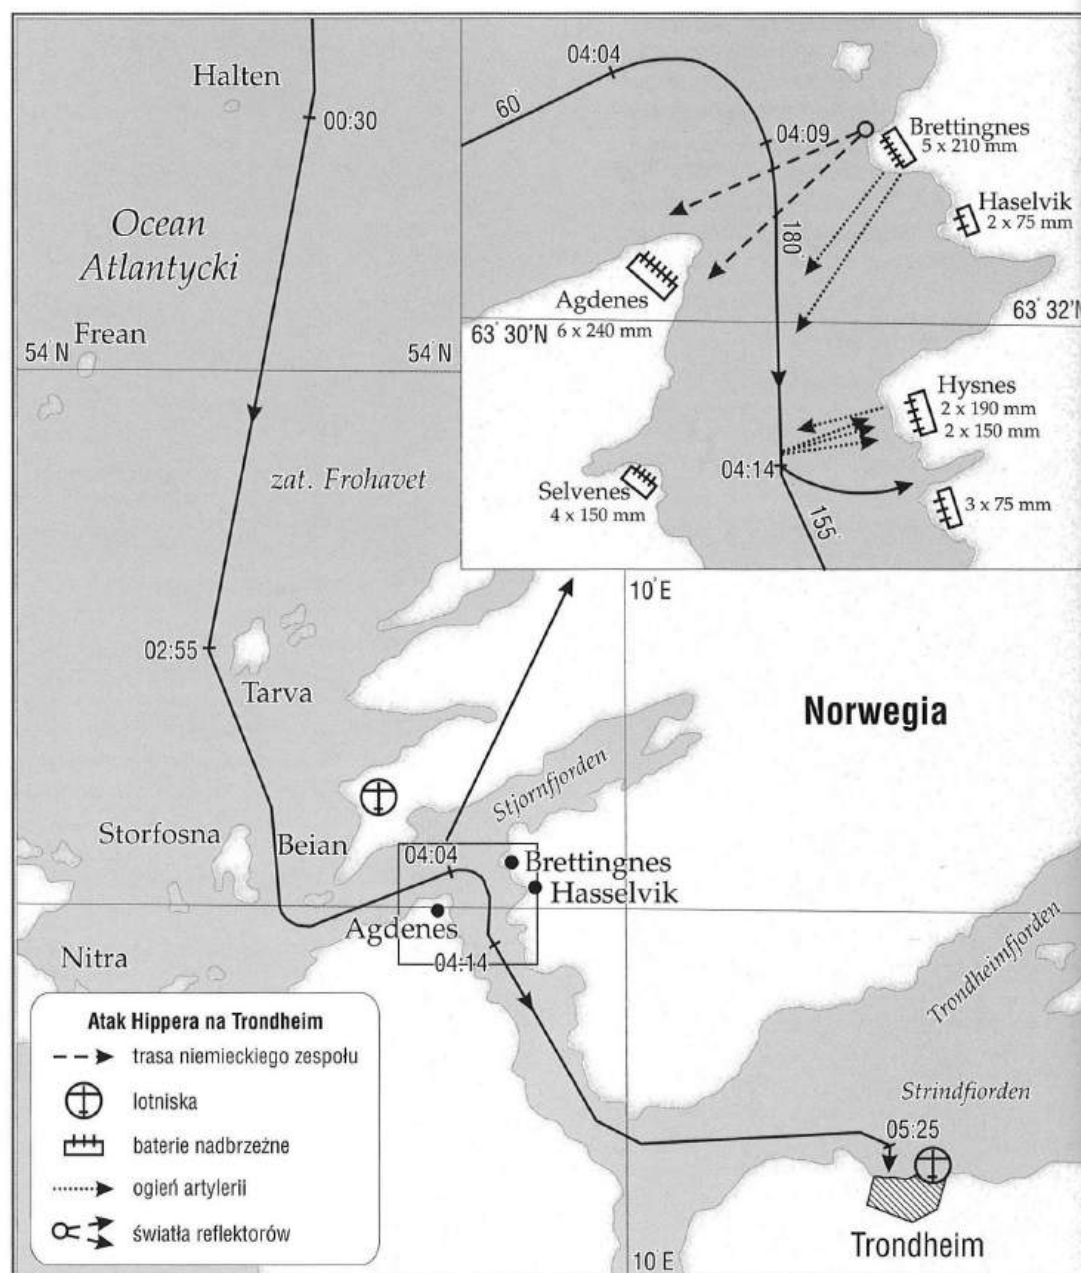 Halten
00:30
Ocean
Atlantycki
Frean
54°N
54°N
zat. Frohavet
02:55
Tarva
Storfosna
Beian
Nitra
Stjornfjorden
04:04
Brettingnes
Hasselvik
Agdenes
04:14
10°E
Norwegia
Trondheimfjorden
Strindfiorden
05:25
Trondheim
10 E
04:04
60°
04:09
Brettingnes
5 x 210 mm
Haselvik
2 x 75 mm
180°
Agdenes
6 x 240 mm
63° 30'N
63° 32'N
Hysnes
2 x 190 mm
2 x 150 mm
04:14
Selvenes
4 x 150 mm
155°
3 x 75 mm
Atak Hippera na Trondheim
trasa niemieckiego zespołu
lotniska
baterie nadbrzeżne
ogień artylerii
światła reflektorów